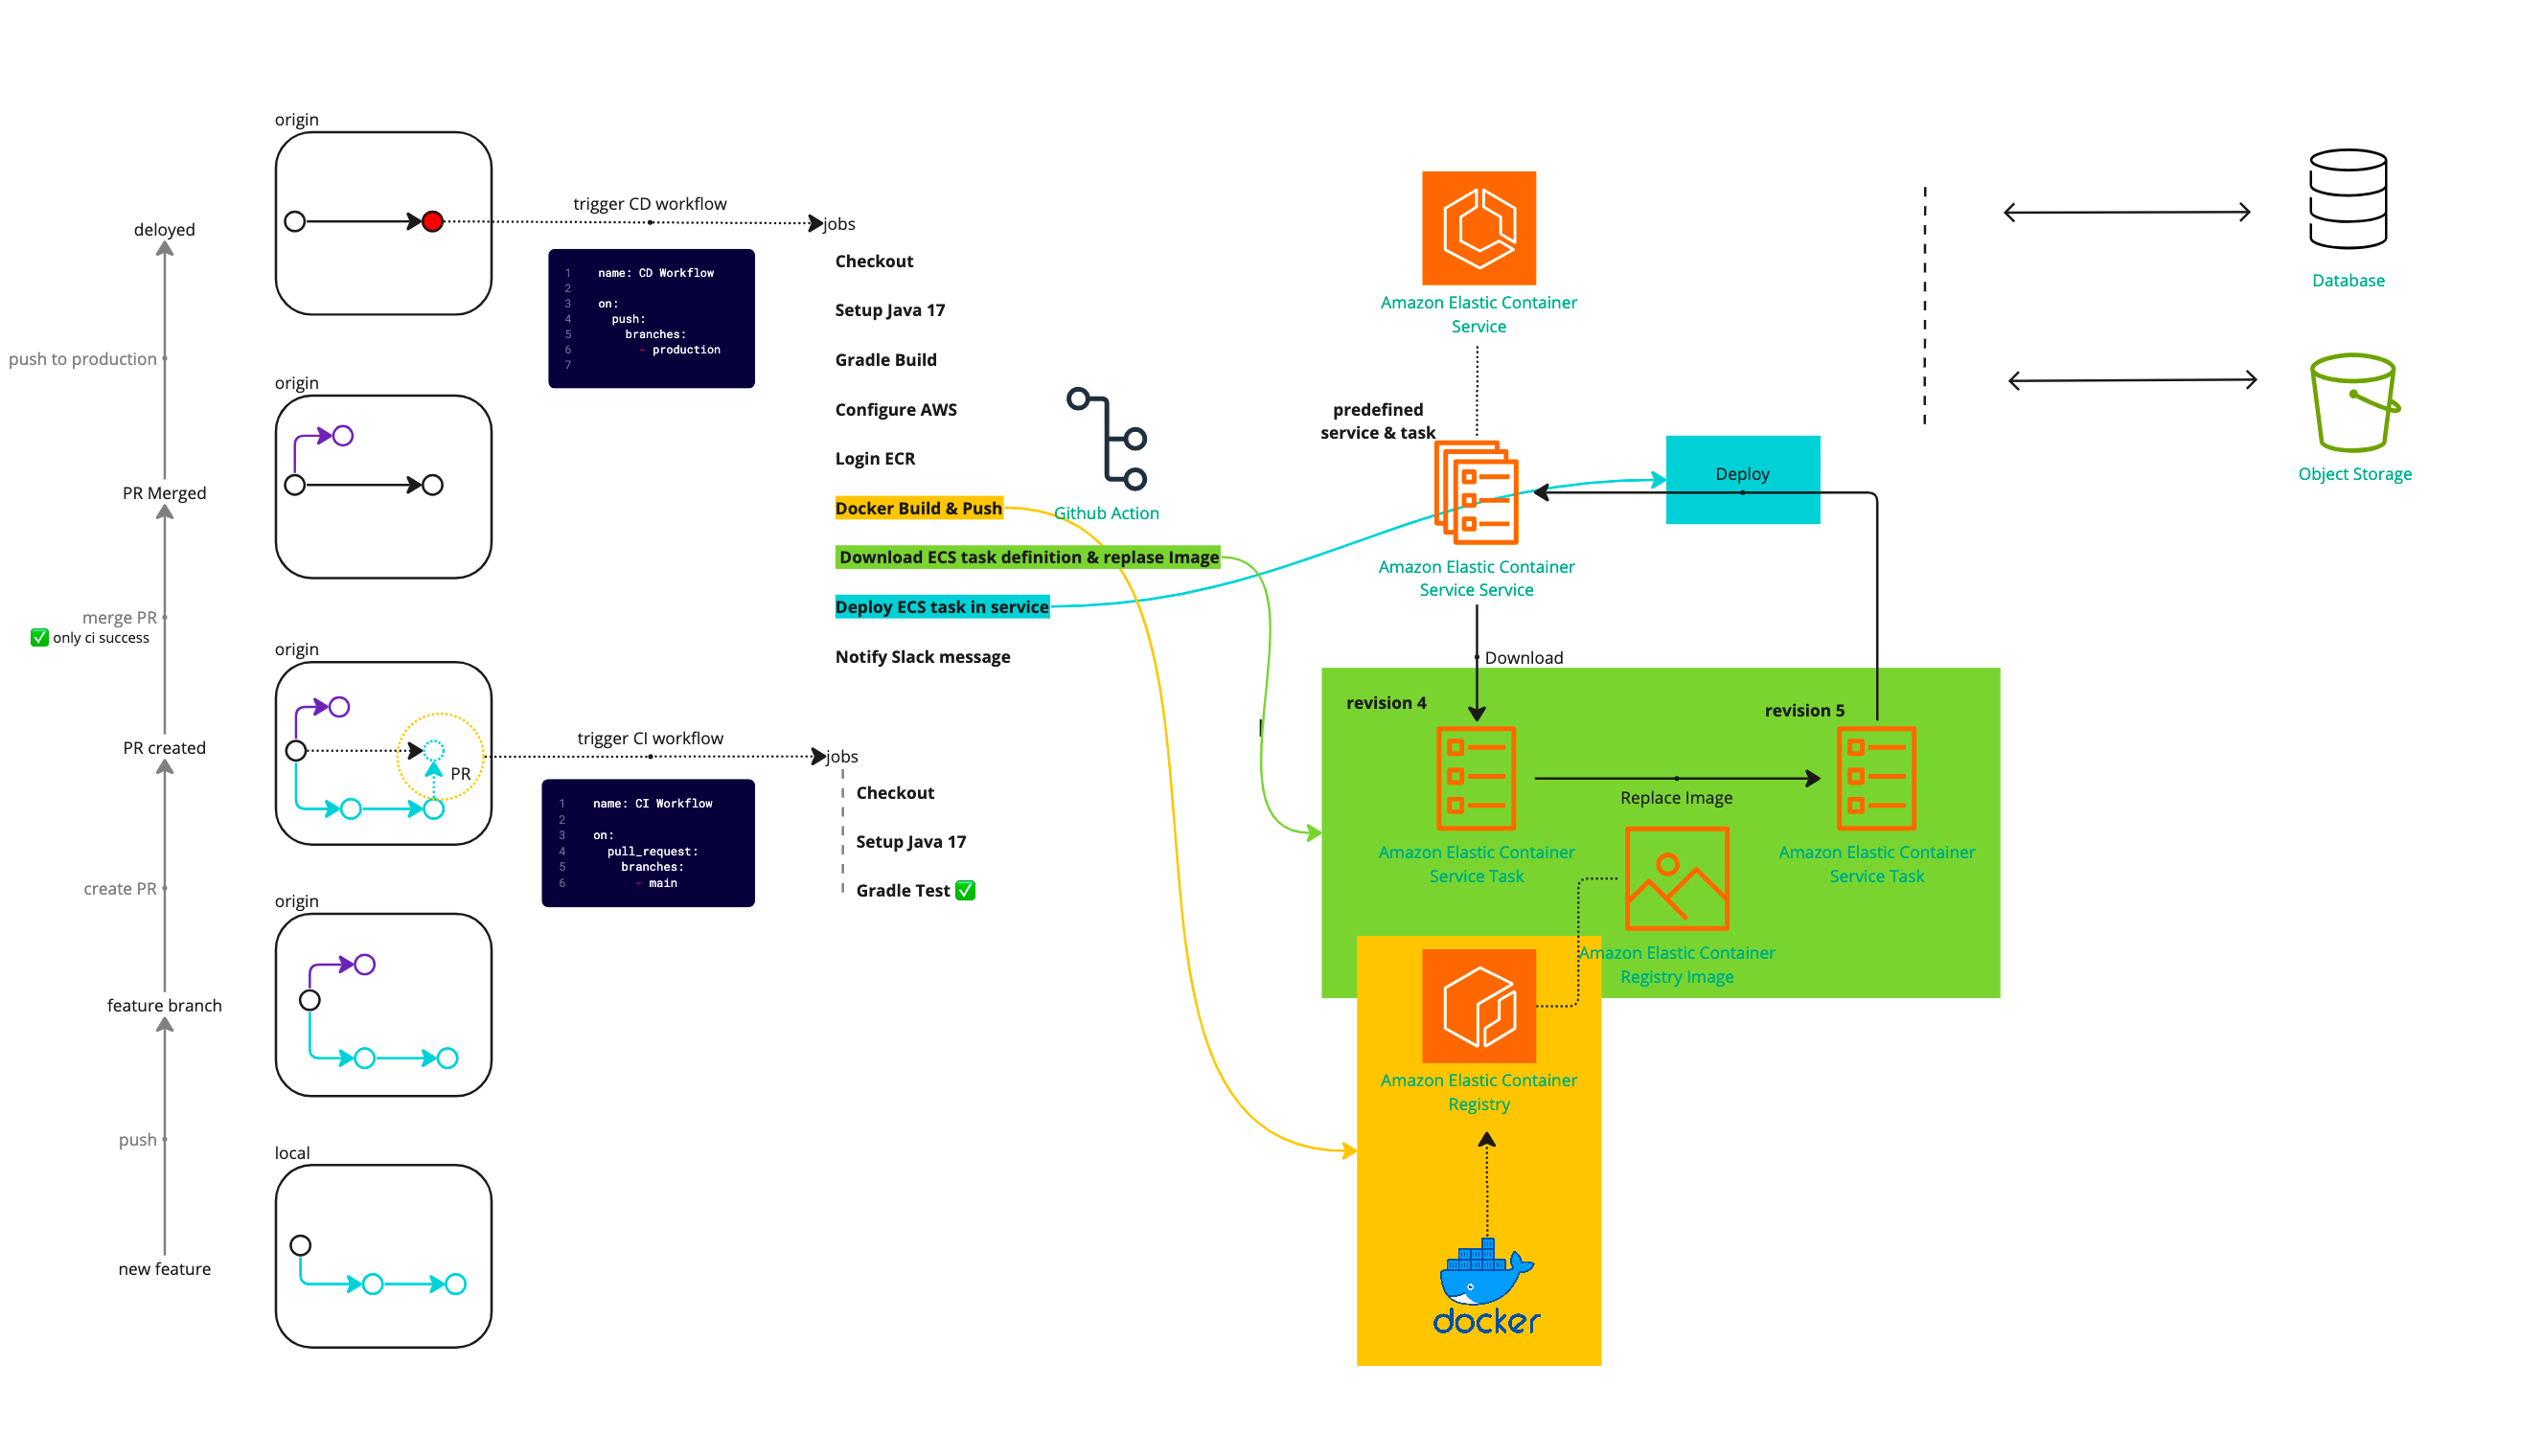 origin
deloyed
push to production
origin
PR Merged
merge PR
✅ only ci success
origin
PR created
PR
create PR
origin
feature branch
push
local
new feature
trigger CD workflow
1 name: CD Workflow
2
3 on:
4 push:
5 branches:
6 - production
7
jobs
Checkout
Setup Java 17
Gradle Build
Configure AWS
Login ECR
Docker Build & Push
Download ECS task definition & replase Image
Deploy ECS task in service
Notify Slack message
Github Action
trigger CI workflow
1 name: CI Workflow
2
3 on:
4 pull_request:
5 branches:
6 - main
jobs
Checkout
Setup Java 17
Gradle Test ✅
Amazon Elastic Container
Service
predefined
service & task
Amazon Elastic Container
Service Service
Deploy
Download
revision 4
Amazon Elastic Container
Service Task
Replace Image
revision 5
Amazon Elastic Container
Service Task
Amazon Elastic Container
Registry Image
Amazon Elastic Container
Registry
docker
Database
Object Storage